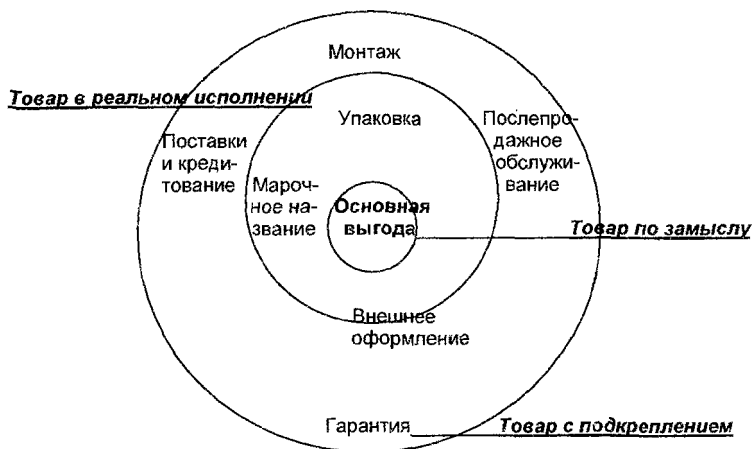 Монтаж
Товар в реальном исполнении
Упаковка
Послепро-
дажное
обслужи-
вание
Поставки
и креди-
тование
Мароч-
ное на-
звание
Основная
выгода
Товар по замыслу
Внешнее
оформление
Гарантия
Товар с подкреплением